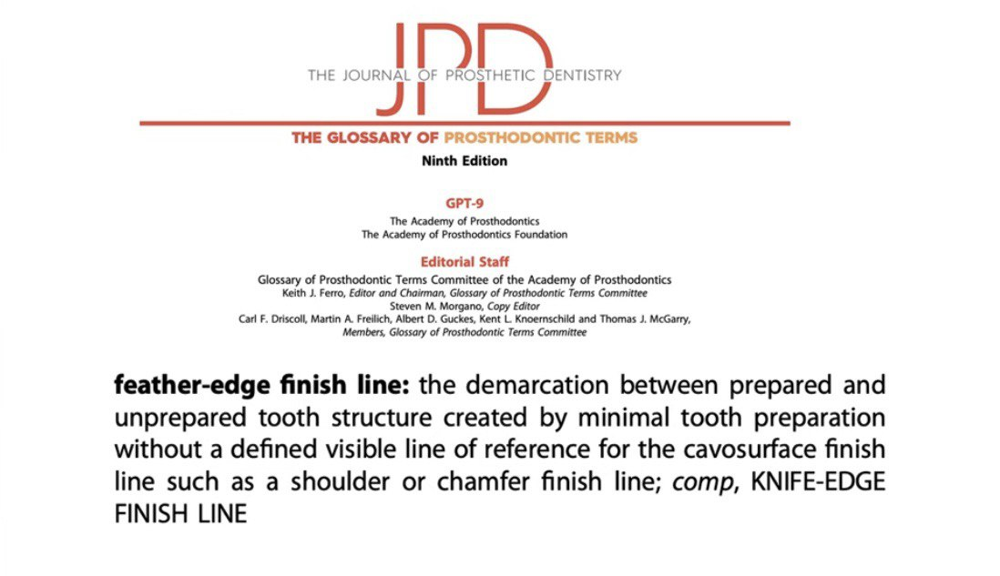 JPD
THE JOURNAL OF PROSTHETIC DENTISTRY
THE GLOSSARY OF PROSTHODONTIC TERMS
Ninth Edition
GPT-9
The Academy of Prosthodontics
The Academy of Prosthodontics Foundation
Editorial Staff
Glossary of Prosthodontic Terms Committee of the Academy of Prosthodontics
Keith J. Ferro, Editor and Chairman, Glossary of Prosthodontic Terms Committee
Steven M. Morgano, Copy Editor
Carl F. Driscoll, Martin A. Freilich, Albert D. Guckes, Kent L. Knoernschild and Thomas J. McGarry,
Members, Glossary of Prosthodontic Terms Committee
feather-edge finish line: the demarcation between prepared and
unprepared tooth structure created by minimal tooth preparation
without a defined visible line of reference for the cavosurface finish
line such as a shoulder or chamfer finish line; comp, KNIFE-EDGE
FINISH LINE